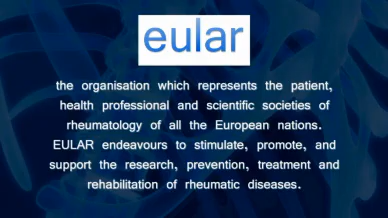 eular
the organisation which represents the patient,
health professional and scientific societies of
rheumatology of all the European nations.
EULAR endeavours to stimulate, promote, and
support the research, prevention, treatment and
rehabilitation of rheumatic diseases.